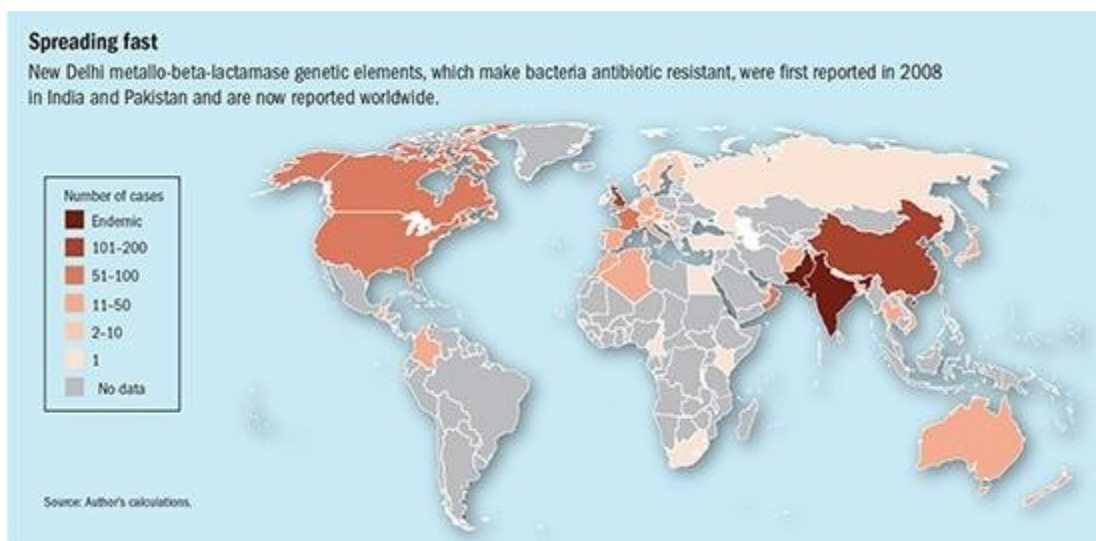 Spreading fast
New Delhi metallo-beta-lactamase genetic elements, which make bacteria antibiotic resistant, were first reported in 2008
in India and Pakistan and are now reported worldwide.
Number of cases
Endemic
101–200
51–100
11–50
2–10
1
No data
Source: Author's calculations.